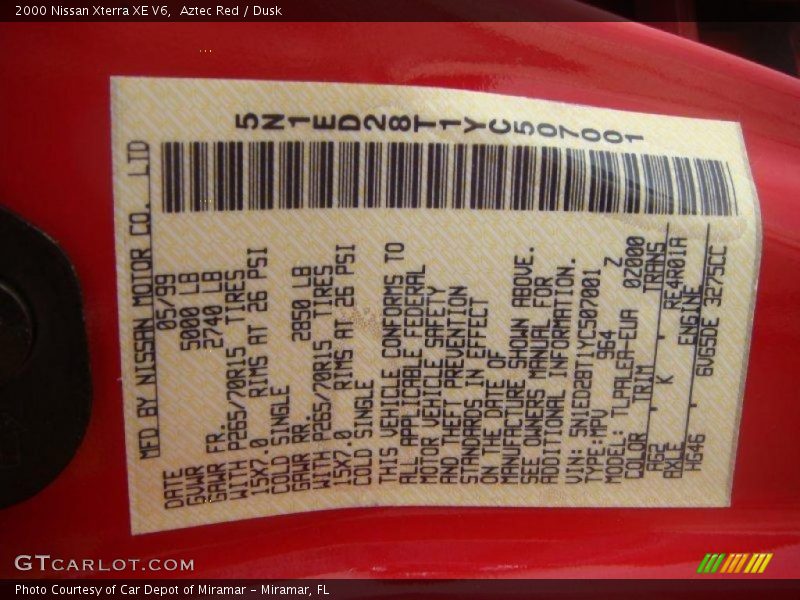 2000 Nissan Xterra XE V6,  Aztec Red / Dusk
5N1ED28T1YC507001
MFD BY NISSAN MOTOR CO. LTD
DATE 05/99
GVWR 5000 LB
GAWR FR. 2740 LB
WITH P265/70R15 TIRES
15X7.0 RIMS AT 26 PSI
COLD SINGLE
GAWR RR. 2850 LB
WITH P265/70R15 TIRES
15X7.0 RIMS AT 26 PSI
COLD SINGLE
THIS VEHICLE CONFORMS TO
ALL APPLICABLE FEDERAL
MOTOR VEHICLE SAFETY
AND THEFT PREVENTION
STANDARDS IN EFFECT
ON THE DATE OF
MANUFACTURE SHOWN ABOVE.
SEE OWNERS MANUAL FOR
ADDITIONAL INFORMATION.
VIN: 5N1ED28T1YC507001
TYPE: MPV 964 Z
MODEL: TLPALEA-EUA 0Z000
COLOR TRIM TRANS
AG2 K RE4R01A
AXLE ENGINE
HG46 6VG5DE 3275CC
GTCARLOT.COM
Photo Courtesy of Car Depot of Miramar – Miramar, FL